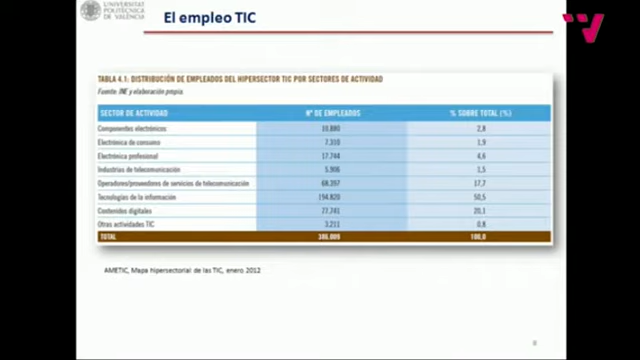 UNIVERSITAT
POLITÈCNICA
DE VALÈNCIA
El empleo TIC
TABLA 4.1: DISTRIBUCIÓN DE EMPLEADOS DEL HIPERSECTOR TIC POR SECTORES DE ACTIVIDAD
Fuente: INE y elaboración propia.
SECTOR DE ACTIVIDAD Nº DE EMPLEADOS % SOBRE TOTAL (%)
Componentes electrónicos 10.880 2,8
Electrónica de consumo 7.310 1,9
Electrónica profesional 17.744 4,6
Industrias de telecomunicación 5.906 1,5
Operadores/proveedores de servicios de telecomunicación 68.397 17,7
Tecnologías de la información 194.820 50,5
Contenidos digitales 77.741 20,1
Otras actividades TIC 3.211 0,8
TOTAL 386.009 100,0
AMETIC, Mapa hipersectorial de las TIC, enero 2012
8